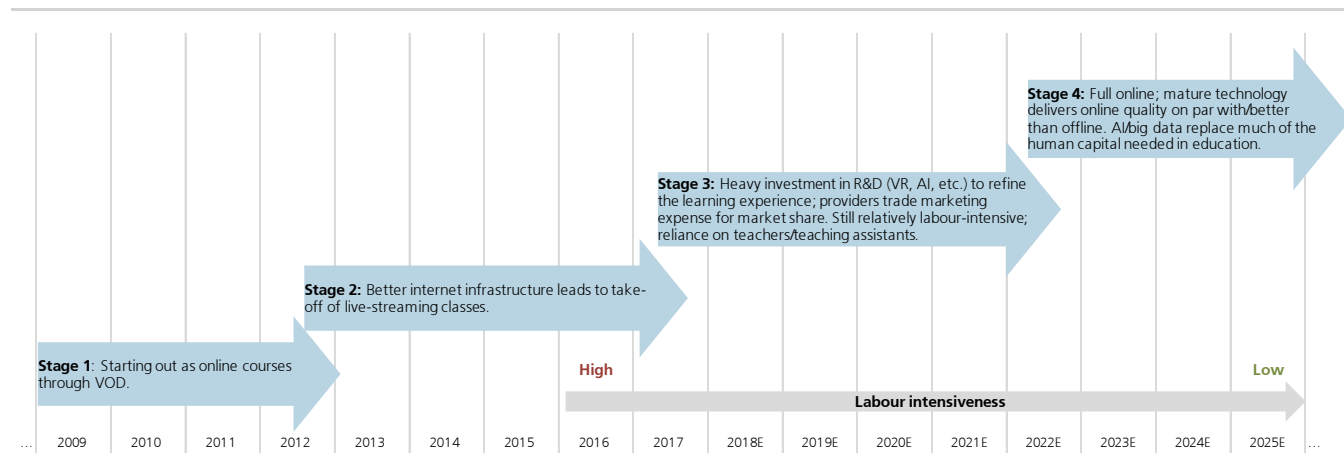 Stage 4: Full online; mature technology
delivers online quality on par with/better
than offline. AI/big data replace much of the
human capital needed in education.
Stage 3: Heavy investment in R&D (VR, AI, etc.) to refine
the learning experience; providers trade marketing
expense for market share. Still relatively labour-intensive;
reliance on teachers/teaching assistants.
Stage 2: Better internet infrastructure leads to take-
off of live-streaming classes.
Stage 1: Starting out as online courses
through VOD.
High Low
Labour intensiveness
... 2009 2010 2011 2012 2013 2014 2015 2016 2017 2018E 2019E 2020E 2021E 2022E 2023E 2024E 2025E ...